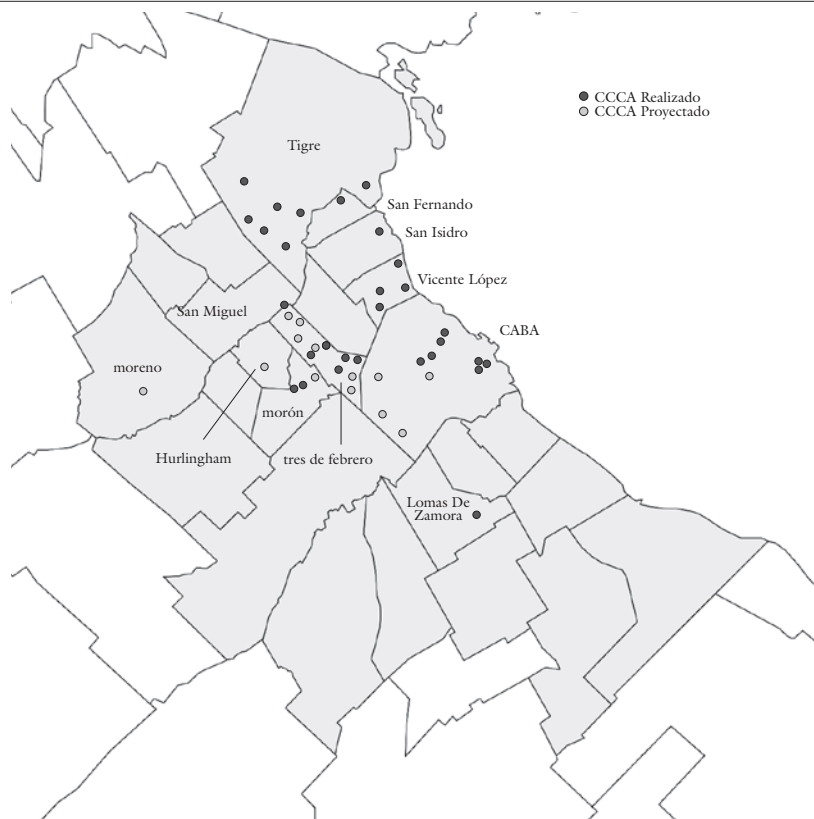 CCCA Realizado
CCCA Proyectado
Tigre
San Fernando
San Isidro
Vicente López
San Miguel
CABA
moreno
morón
Hurlingham
tres de febrero
Lomas De
Zamora